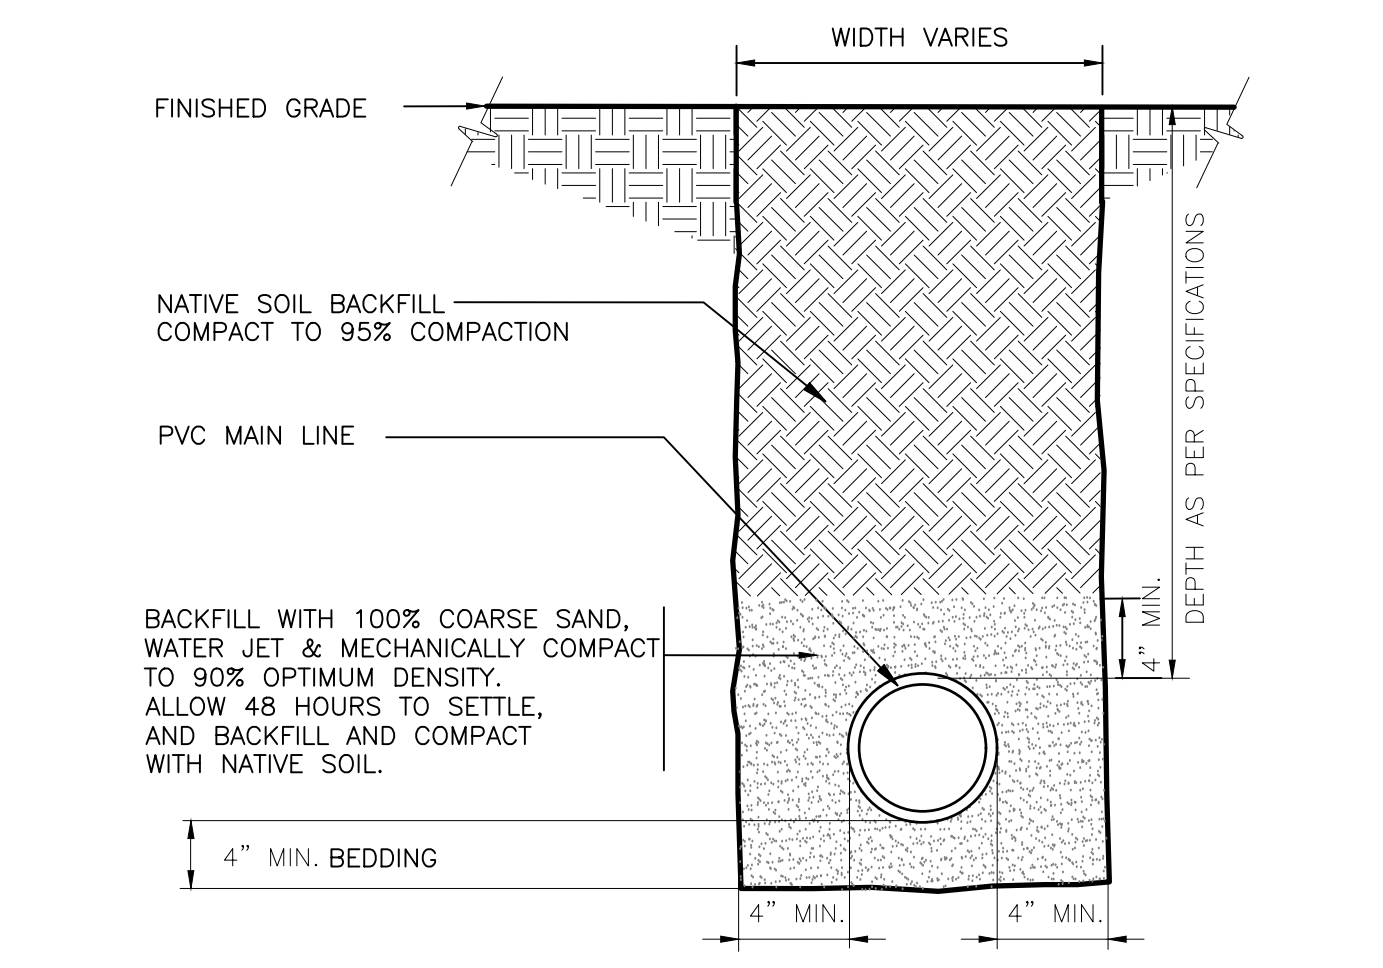 WIDTH VARIES
FINISHED GRADE
NATIVE SOIL BACKFILL
COMPACT TO 95% COMPACTION
PVC MAIN LINE
DEPTH AS PER SPECIFICATIONS
4" MIN.
BACKFILL WITH 100% COARSE SAND,
WATER JET & MECHANICALLY COMPACT
TO 90% OPTIMUM DENSITY.
ALLOW 48 HOURS TO SETTLE,
AND BACKFILL AND COMPACT
WITH NATIVE SOIL.
4" MIN. BEDDING
4" MIN.
4" MIN.